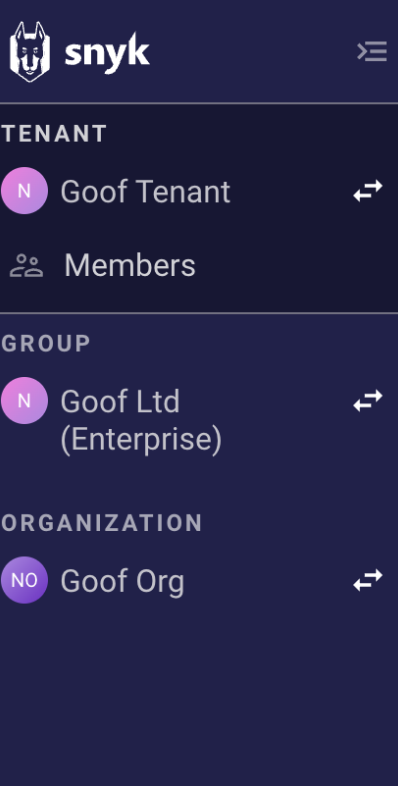 snyk
TENANT
N
Goof Tenant
Members
GROUP
N
Goof Ltd
(Enterprise)
ORGANIZATION
NO
Goof Org